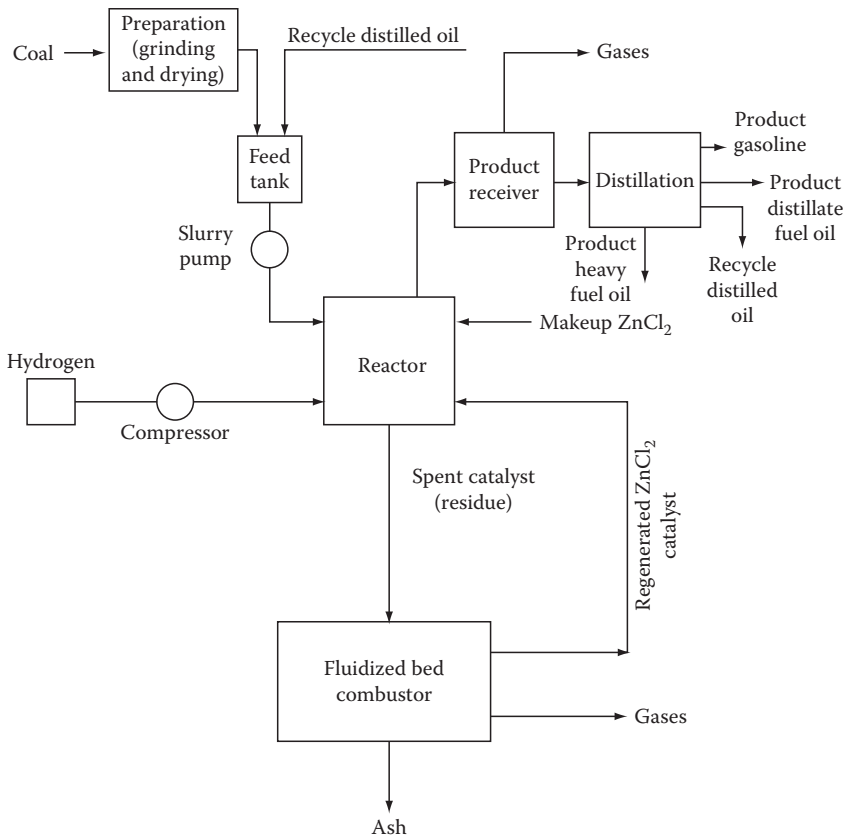 Preparation
(grinding
and drying)
Coal
Recycle distilled oil
Gases
Feed
tank
Product
receiver
Distillation
Product
gasoline
Product
distillate
fuel oil
Product
heavy
fuel oil
Recycle
distilled
oil
Slurry
pump
Makeup ZnCl₂
Reactor
Hydrogen
Compressor
Spent catalyst
(residue)
Regenerated ZnCl₂
catalyst
Fluidized bed
combustor
Gases
Ash